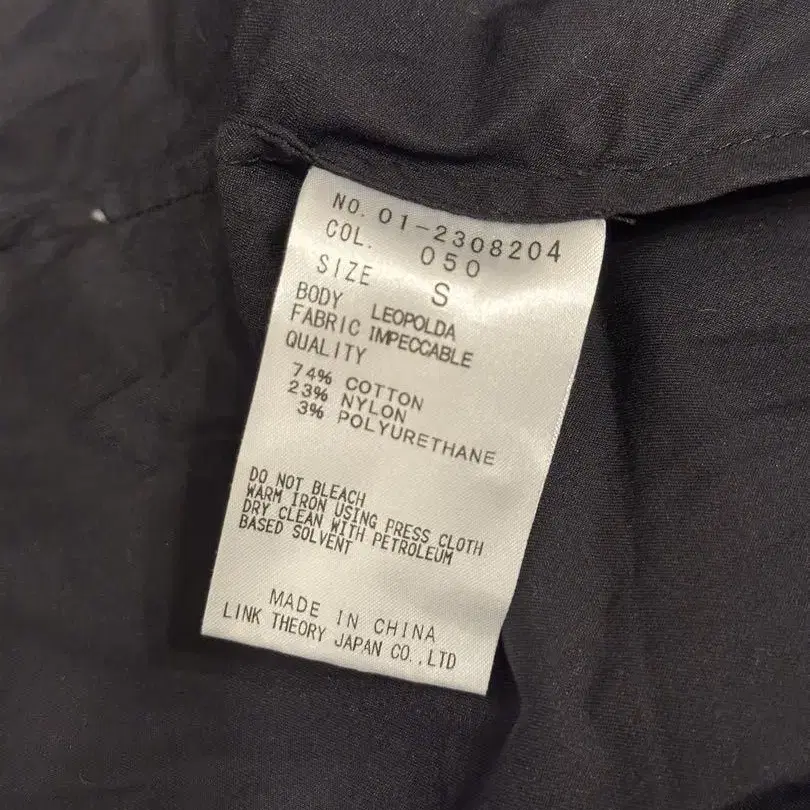 NO. 01-2308204
COL. 050
SIZE S
BODY LEOPOLDA
FABRIC IMPECCABLE
QUALITY
74% COTTON
23% NYLON
3% POLYURETHANE
DO NOT BLEACH
WARM IRON USING PRESS CLOTH
DRY CLEAN WITH PETROLEUM
BASED SOLVENT
MADE IN CHINA
LINK THEORY JAPAN CO.,LTD